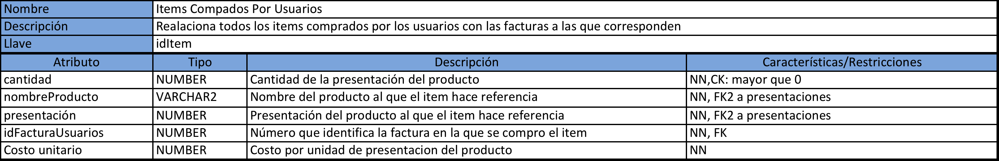 Nombre Items Compados Por Usuarios
Descripción Realaciona todos los items comprados por los usuarios con las facturas a las que corresponden
Llave idItem
Atributo Tipo Descripción Características/Restricciones
cantidad NUMBER Cantidad de la presentación del producto NN,CK: mayor que 0
nombreProducto VARCHAR2 Nombre del producto al que el item hace referencia NN, FK2 a presentaciones
presentación NUMBER Presentación del producto al que el item hace referencia NN, FK2 a presentaciones
idFacturaUsuarios NUMBER Número que identifica la factura en la que se compro el item NN, FK
Costo unitario NUMBER Costo por unidad de presentacion del producto NN